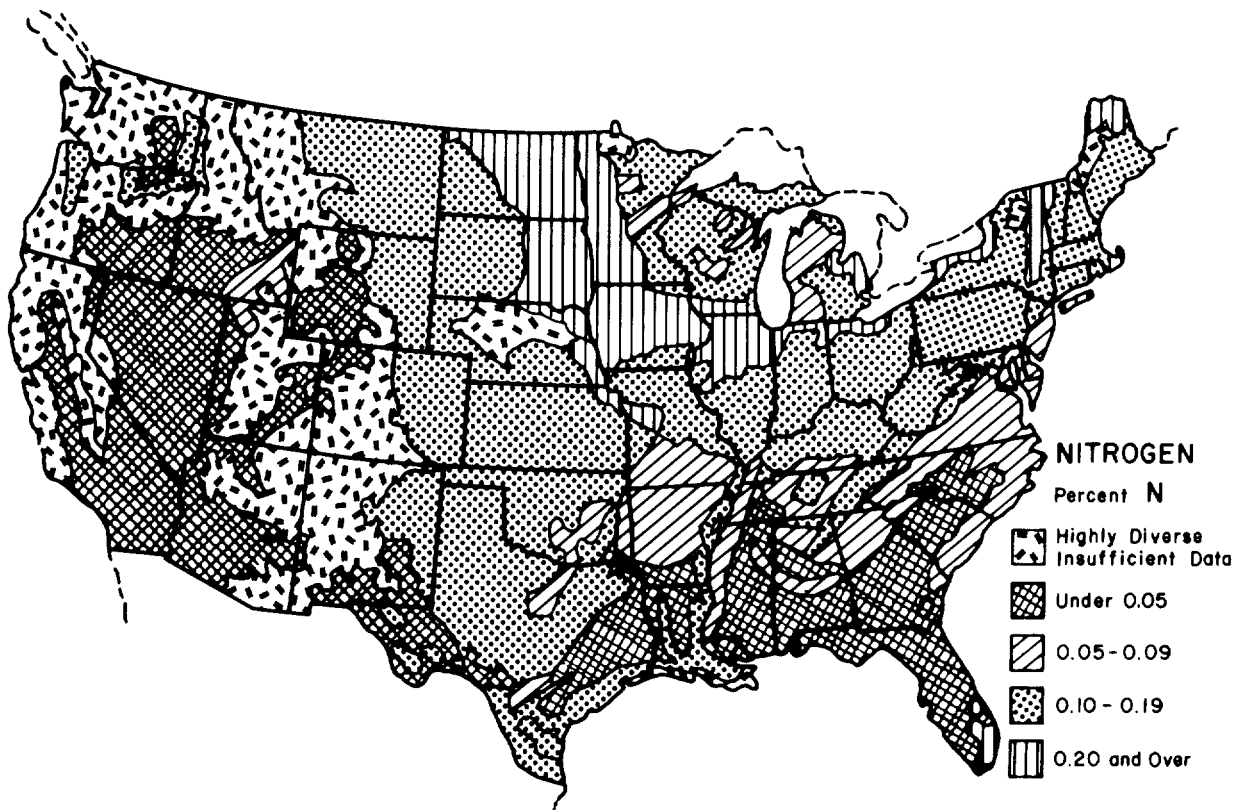 NITROGEN
Percent N
Highly Diverse
Insufficient Data
Under 0.05
0.05-0.09
0.10-0.19
0.20 and Over